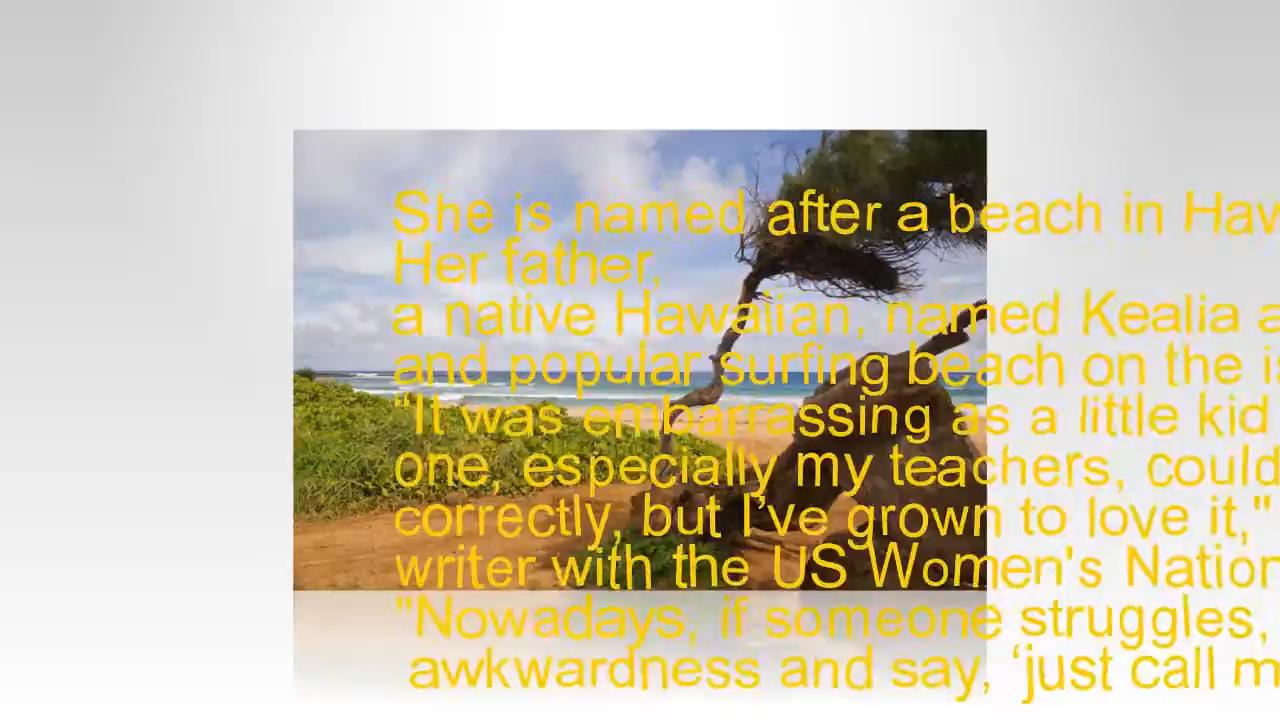 She is named after a beach in Haw
Her father,
a native Hawaiian, named Kealia a
and popular surfing beach on the is
“It was embarrassing as a little kid
one, especially my teachers, could
correctly, but I’ve grown to love it,"
writer with the US Women's Nation
"Nowadays, if someone struggles,
awkwardness and say, ‘just call m